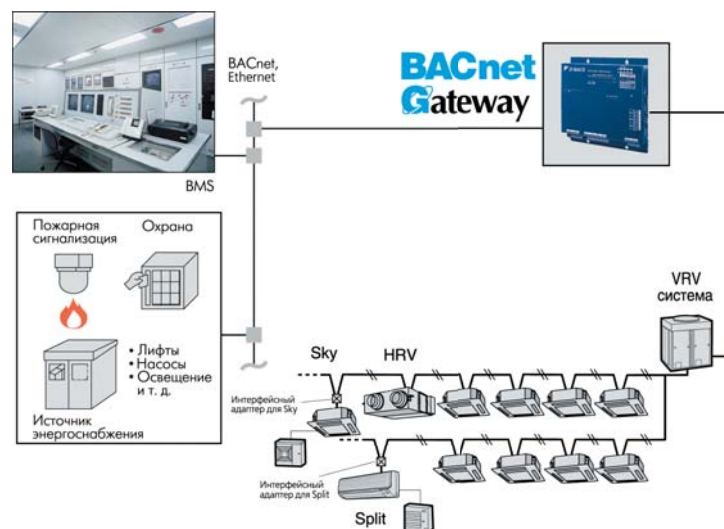 BACnet,
Ethernet
BACnet
Gateway
BMS
Пожарная
сигнализация
Охрана
• Лифты
• Насосы
• Освещение
и т. д.
Источник
энергоснабжения
VRV
система
Sky
HRV
Интерфейсный
адаптер для Sky
Интерфейсный
адаптер для Split
Split